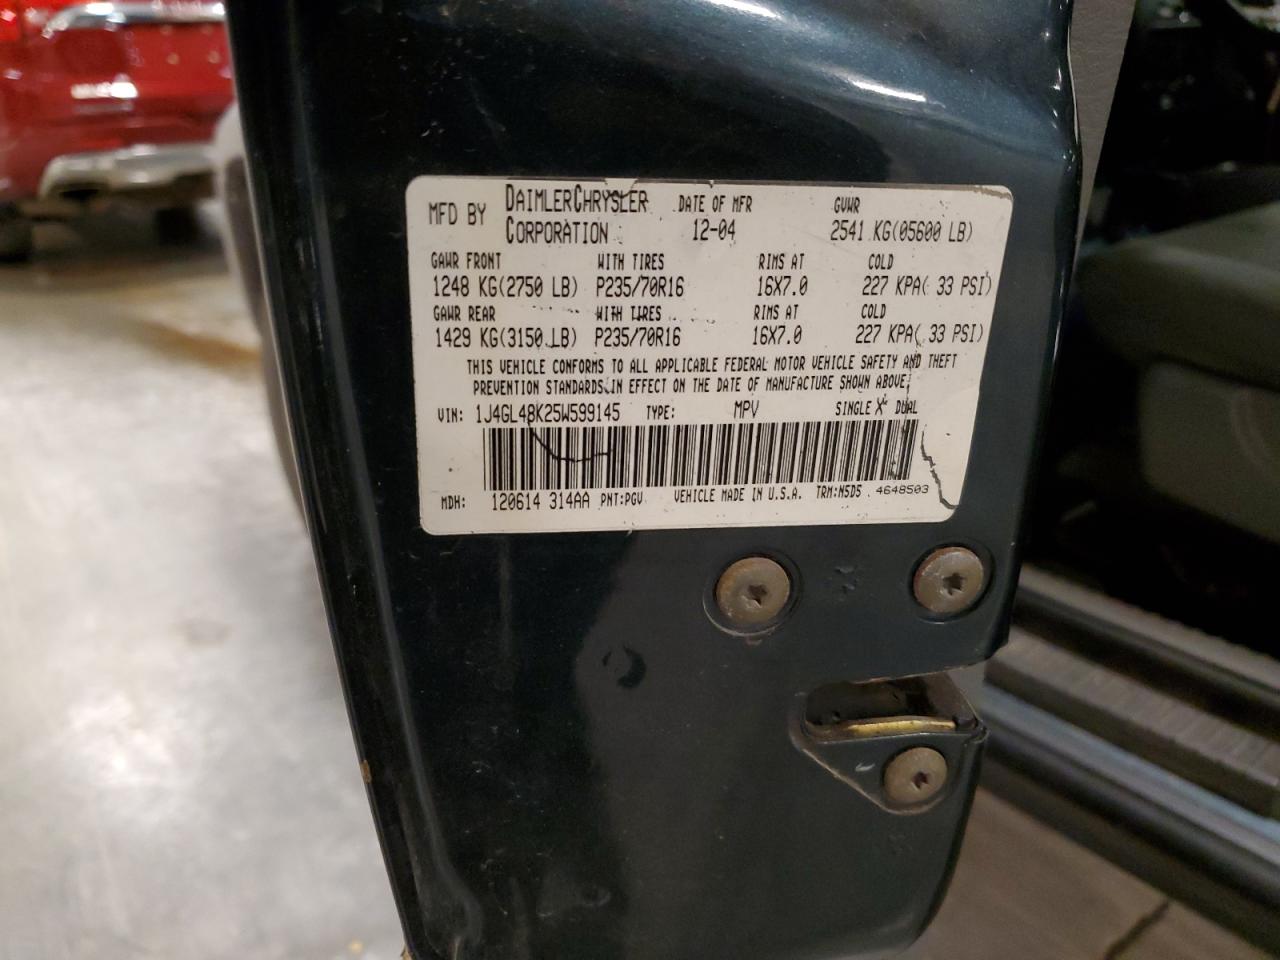 MFD BY DAIMLERCHRYSLER CORPORATION DATE OF MFR 12-04 GVWR 2541 KG(05600 LB)
GAWR FRONT WITH TIRES RIMS AT COLD
1248 KG(2750 LB) P235/70R16 16X7.0 227 KPA( 33 PSI)
GAWR REAR WITH TIRES RIMS AT COLD
1429 KG(3150 LB) P235/70R16 16X7.0 227 KPA( 33 PSI)
THIS VEHICLE CONFORMS TO ALL APPLICABLE FEDERAL MOTOR VEHICLE SAFETY AND THEFT
PREVENTION STANDARDS IN EFFECT ON THE DATE OF MANUFACTURE SHOWN ABOVE.
VIN: 1J4GL48K25W599145 TYPE: MPV SINGLE X DUAL
MDH: 120614 314AA PNT:PGV VEHICLE MADE IN U.S.A. TRM:N5D5 4648503